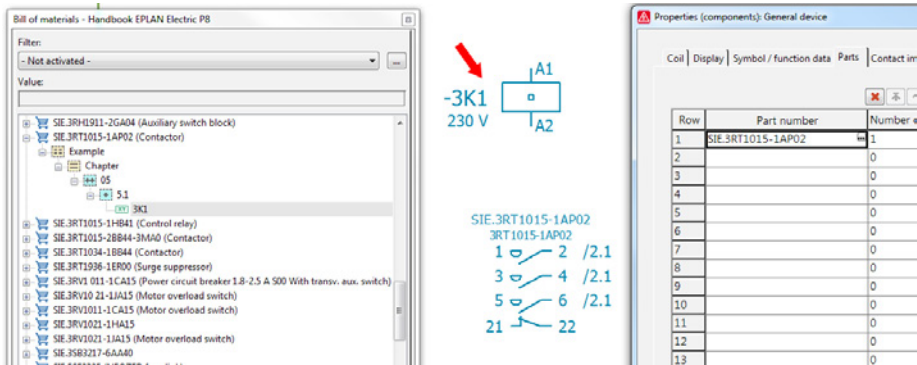 Bill of materials - Handbook EPLAN Electric P8
Filter:
- Not activated -
...
Value:
SIE.3RH1911-2GA04 (Auxiliary switch block)
SIE.3RT1015-1AP02 (Contactor)
Example
Chapter
05
5.1
3K1
SIE.3RT1015-1HB41 (Control relay)
SIE.3RT1015-2BB44-3MA0 (Contactor)
SIE.3RT1034-1BB44 (Contactor)
SIE.3RT1936-1ER00 (Surge suppressor)
SIE.3RV1 011-1CA15 (Power circuit breaker 1.8-2.5 A S00 With transv. aux. switch)
SIE.3RV10 21-1JA15 (Motor overload switch)
SIE.3RV1011-1CA15 (Motor overload switch)
SIE.3RV1021-1HA15
SIE.3RV1021-1JA15 (Motor overload switch)
SIE.3SB3217-6AA40
A1
-3K1
230 V
A2
SIE.3RT1015-1AP02
3RT1015-1AP02
1 2 /2.1
3 4 /2.1
5 6 /2.1
21 22
Properties (components): General device
Coil Display Symbol / function data Parts Contact im
Row Part number Number
1 SIE.3RT1015-1AP02 1
2 0
3 0
4 0
5 0
6 0
7 0
8 0
9 0
10 0
11 0
12 0
13 0